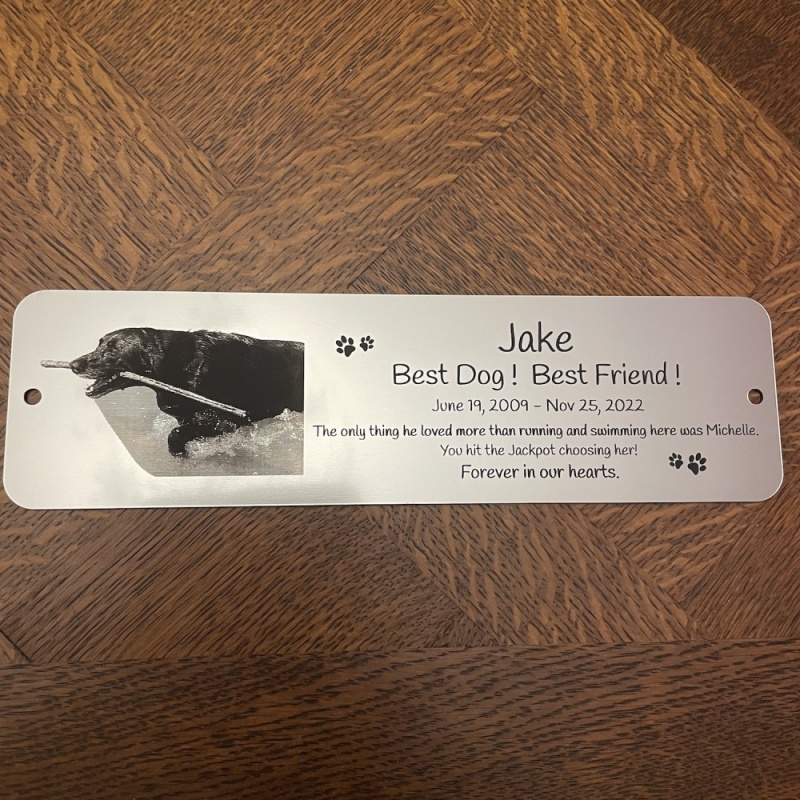 Jake
Best Dog ! Best Friend !
June 19, 2009 - Nov 25, 2022
The only thing he loved more than running and swimming here was Michelle.
You hit the Jackpot choosing her!
Forever in our hearts.